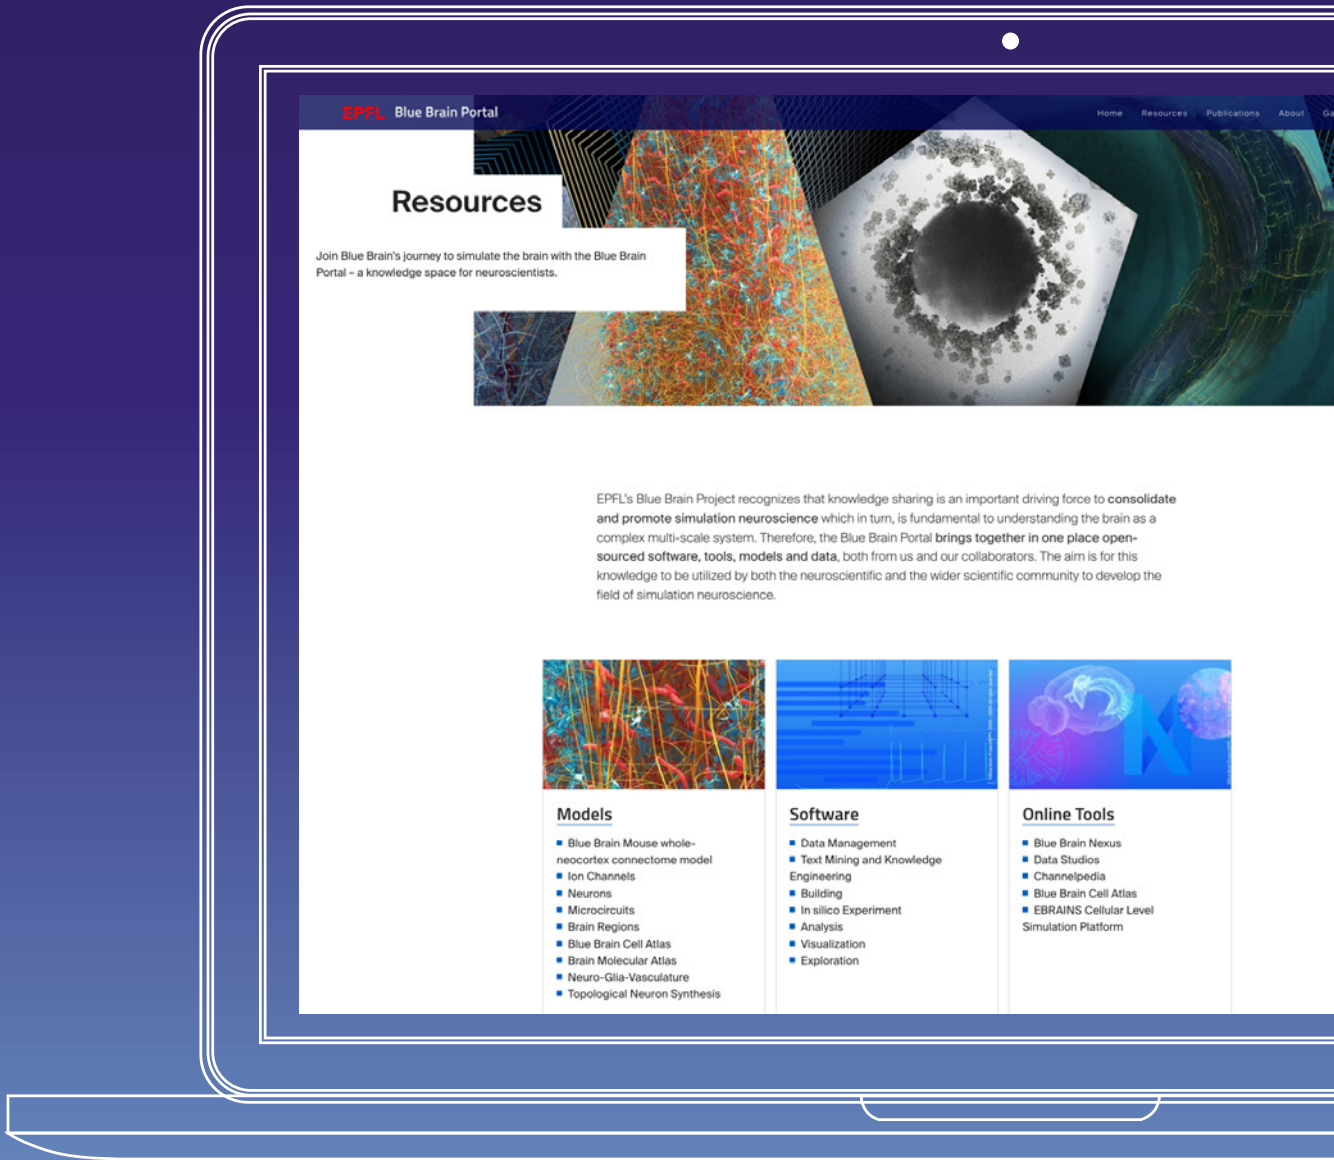 EPFL Blue Brain Portal
Home Resources Publications About
Resources
Join Blue Brain's journey to simulate the brain with the Blue Brain
Portal – a knowledge space for neuroscientists.
EPFL's Blue Brain Project recognizes that knowledge sharing is an important driving force to consolidate
and promote simulation neuroscience which in turn, is fundamental to understanding the brain as a
complex multi-scale system. Therefore, the Blue Brain Portal brings together in one place open-
sourced software, tools, models and data, both from us and our collaborators. The aim is for this
knowledge to be utilized by both the neuroscientific and the wider scientific community to develop the
field of simulation neuroscience.
Models
Blue Brain Mouse whole-
neocortex connectome model
Ion Channels
Neurons
Microcircuits
Brain Regions
Blue Brain Cell Atlas
Brain Molecular Atlas
Neuro-Glia-Vasculature
Topological Neuron Synthesis
Software
Data Management
Text Mining and Knowledge
Engineering
Building
In silico Experiment
Analysis
Visualization
Exploration
Online Tools
Blue Brain Nexus
Data Studios
Channelpedia
Blue Brain Cell Atlas
EBRAINS Cellular Level
Simulation Platform